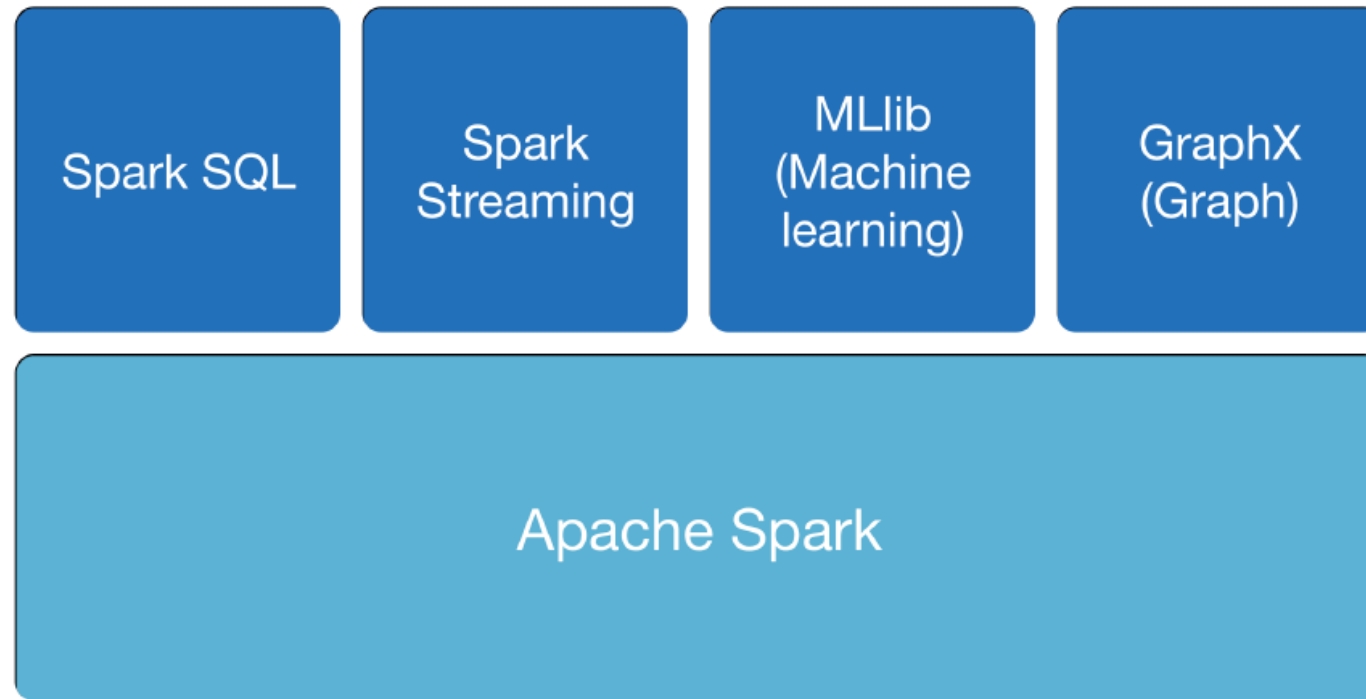 Spark SQL
Spark
Streaming
MLlib
(Machine
learning)
GraphX
(Graph)
Apache Spark